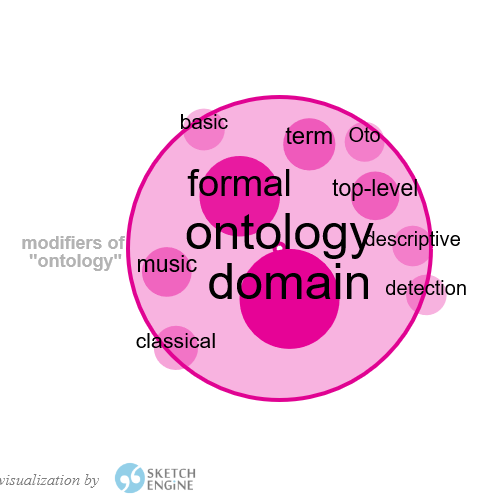 basic
term
Oto
formal
top-level
ontology
descriptive
modifiers of
"ontology"
music
domain
detection
classical
visualization by
SKETCH
ENGINE